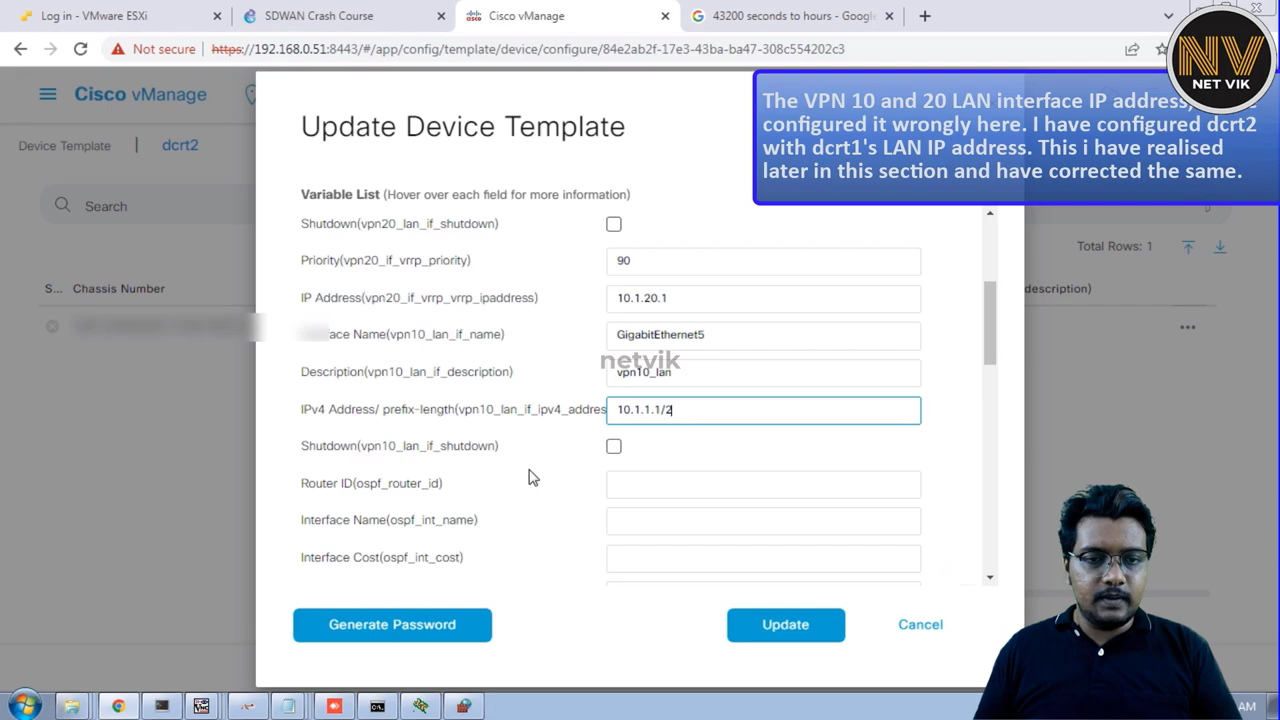 Log in - VMware ESXi
SDWAN Crash Course
Cisco vManage
43200 seconds to hours - Google
Not secure
https://192.168.0.51:8443/#/app/config/template/device/configure/84e2ab2f-17e3-43ba-ba47-308c554202c3
NV
NET VIK
Cisco vManage
The VPN 10 and 20 LAN interface IP address,
configured it wrongly here. I have configured dcrt2
with dcrt1's LAN IP address. This i have realised
later in this section and have corrected the same.
Device Template
dcrt2
Search
Total Rows: 1
S... Chassis Number
description)
Update Device Template
Variable List (Hover over each field for more information)
Shutdown(vpn20_lan_if_shutdown)
Priority(vpn20_if_vrrp_priority) 90
IP Address(vpn20_if_vrrp_vrrp_ipaddress) 10.1.20.1
ace Name(vpn10_lan_if_name) GigabitEthernet5
netvik
Description(vpn10_lan_if_description) vpn10_lan
IPv4 Address/ prefix-length(vpn10_lan_if_ipv4_addres 10.1.1.1/2
Shutdown(vpn10_lan_if_shutdown)
Router ID(ospf_router_id)
Interface Name(ospf_int_name)
Interface Cost(ospf_int_cost)
Generate Password
Update
Cancel
AM